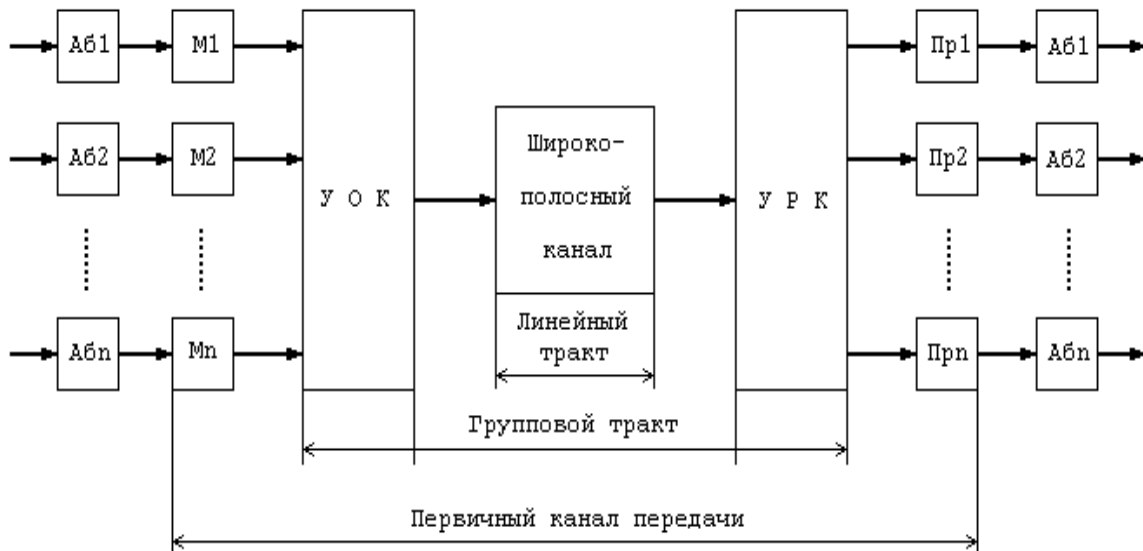 Аб1 М1 Пр1 Аб1
Аб2 М2 Пр2 Аб2
У О К
Широко-
полосный
канал
У Р К
Линейный
тракт
Абn Мn Прn Абn
Групповой тракт
Первичный канал передачи